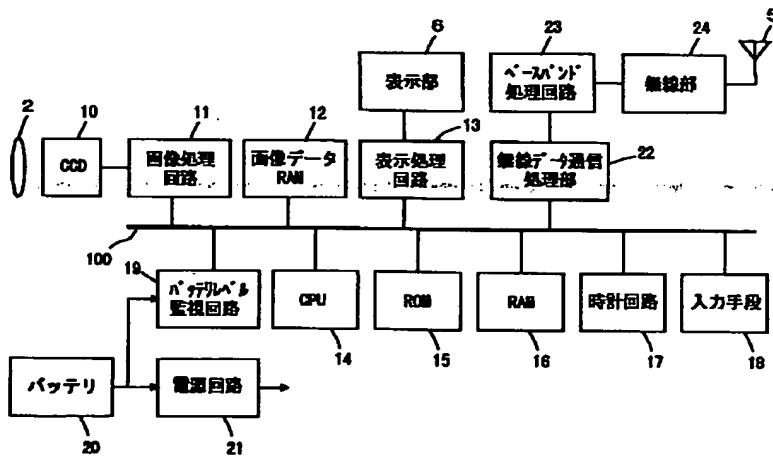 6
23
24
5
表示部
ベースバンド
処理回路
無線部
2
10
11
12
13
22
CCD
画像処理
回路
画像データ
RAM
表示処理
回路
無線データ通信
処理部
100
19
バッテリレベル
監視回路
CPU
ROM
RAM
時計回路
入力手段
14
15
16
17
18
バッテリ
電源回路
20
21